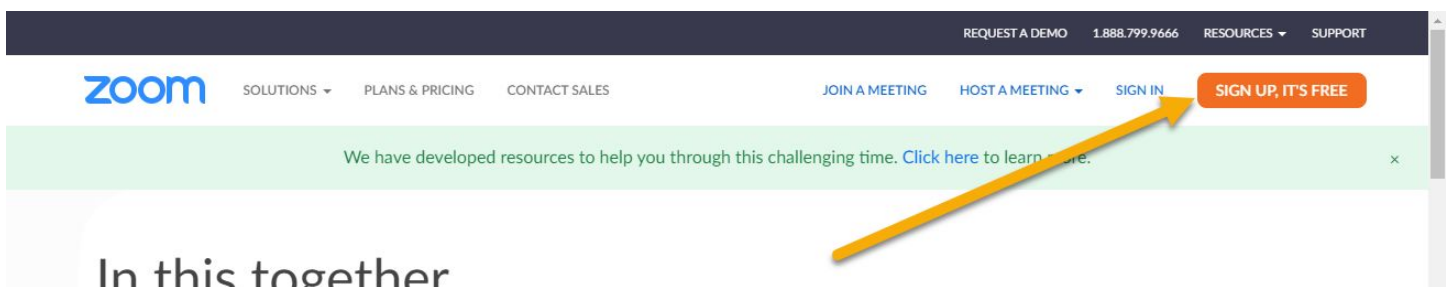 REQUEST A DEMO 1.888.799.9666 RESOURCES SUPPORT
zoom SOLUTIONS PLANS & PRICING CONTACT SALES JOIN A MEETING HOST A MEETING SIGN IN SIGN UP, IT'S FREE
We have developed resources to help you through this challenging time. Click here to learn more. ×
In this together